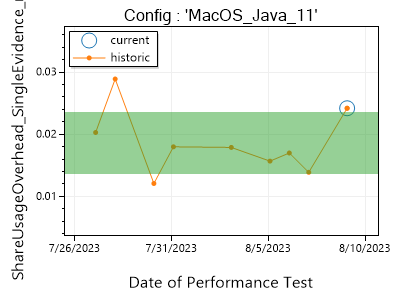 Config : 'MacOS_Java_11'
current
historic
ShareUsageOverhead_SingleEvidence_
0.03
0.02
0.01
7/26/2023
7/31/2023
8/5/2023
8/10/2023
Date of Performance Test